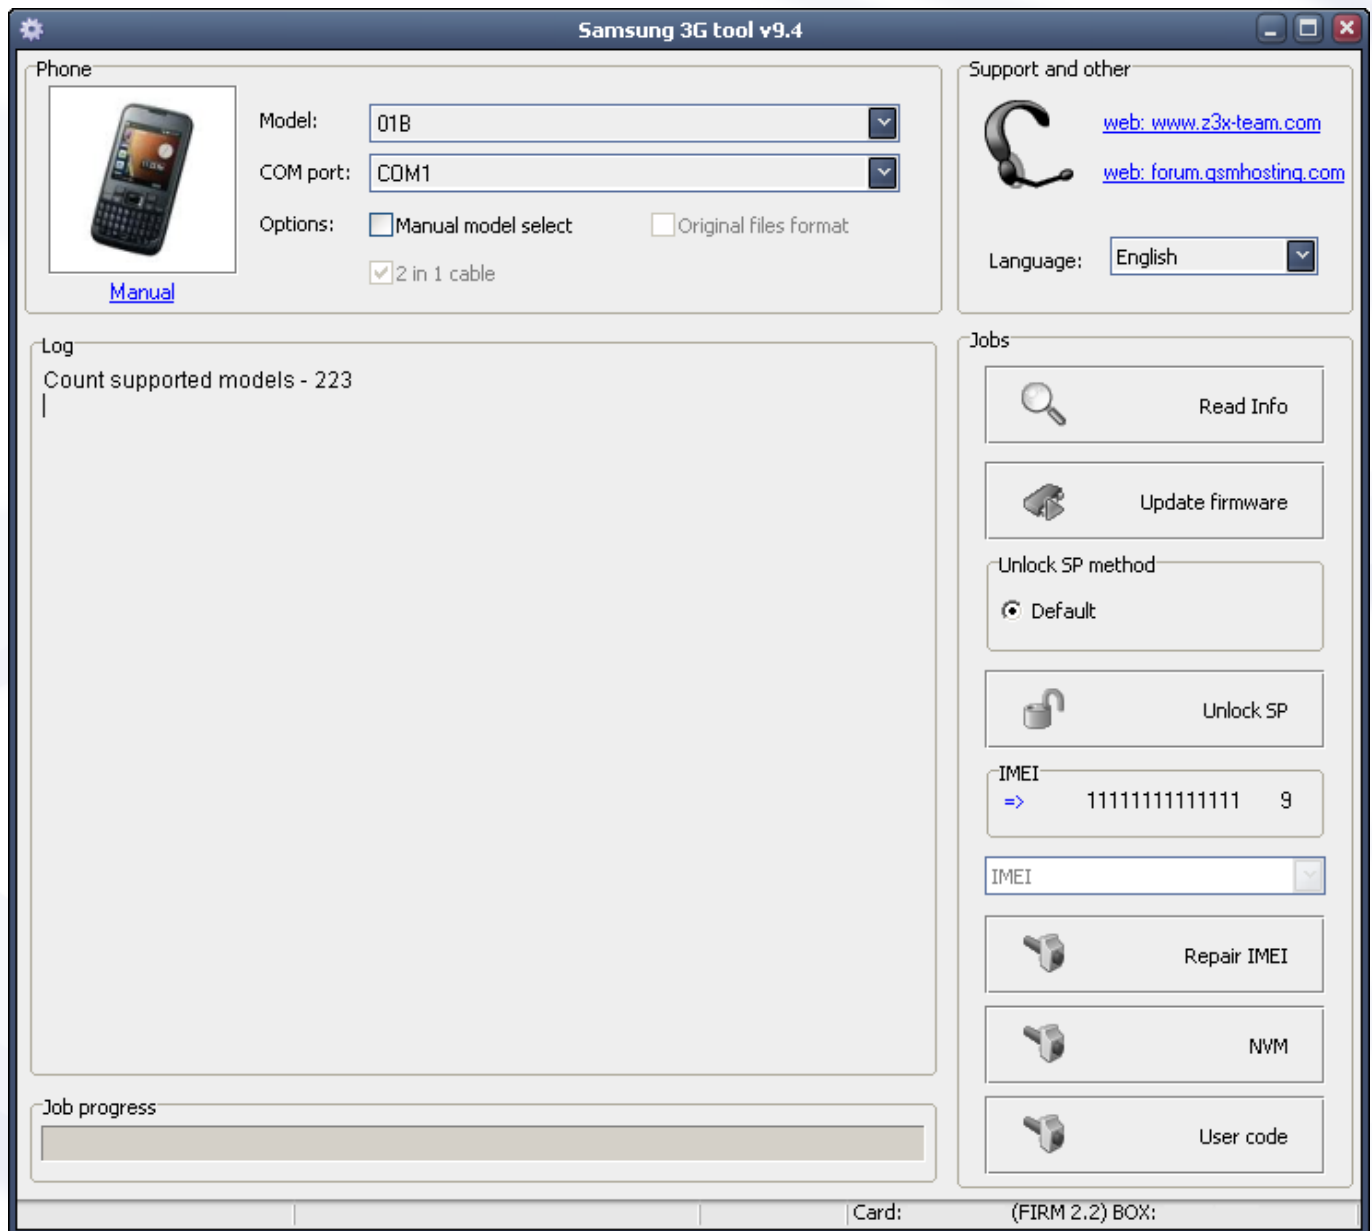 Samsung 3G tool v9.4
Phone
Model:
01B
COM port:
COM1
Options:
Manual model select
Original files format
2 in 1 cable
Manual
Support and other
web: www.z3x-team.com
web: forum.gsmhosting.com
Language:
English
Log
Count supported models - 223
Job progress
Jobs
Read Info
Update firmware
Unlock SP method
Default
Unlock SP
IMEI
=> 11111111111111 9
IMEI
Repair IMEI
NVM
User code
Card: (FIRM 2.2) BOX: